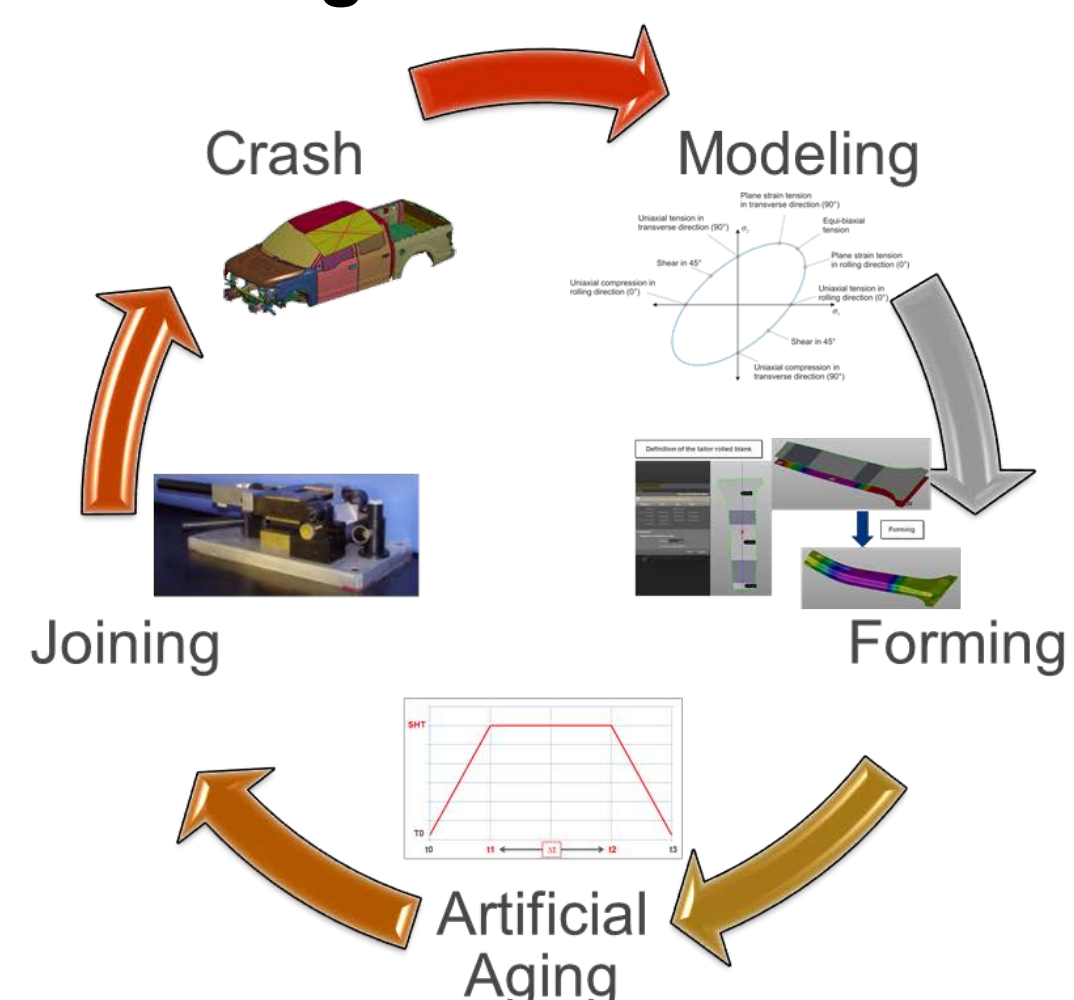 Crash
Modeling
Plane strain tension
in transverse direction (90°)
Uniaxial tension in
transverse direction (90°)
σ₂
Equi-biaxial
tension
Shear in 45°
Plane strain tension
in rolling direction (0°)
Uniaxial compression in
rolling direction (0°)
Uniaxial tension in
rolling direction (0°)
σ₁
Shear in 45°
Uniaxial compression in
transverse direction (90°)
Definition of the tailor rolled blank
Forming
Joining
Forming
SHT
T0
t0
t1
Δt
t2
t3
Artificial
Aging